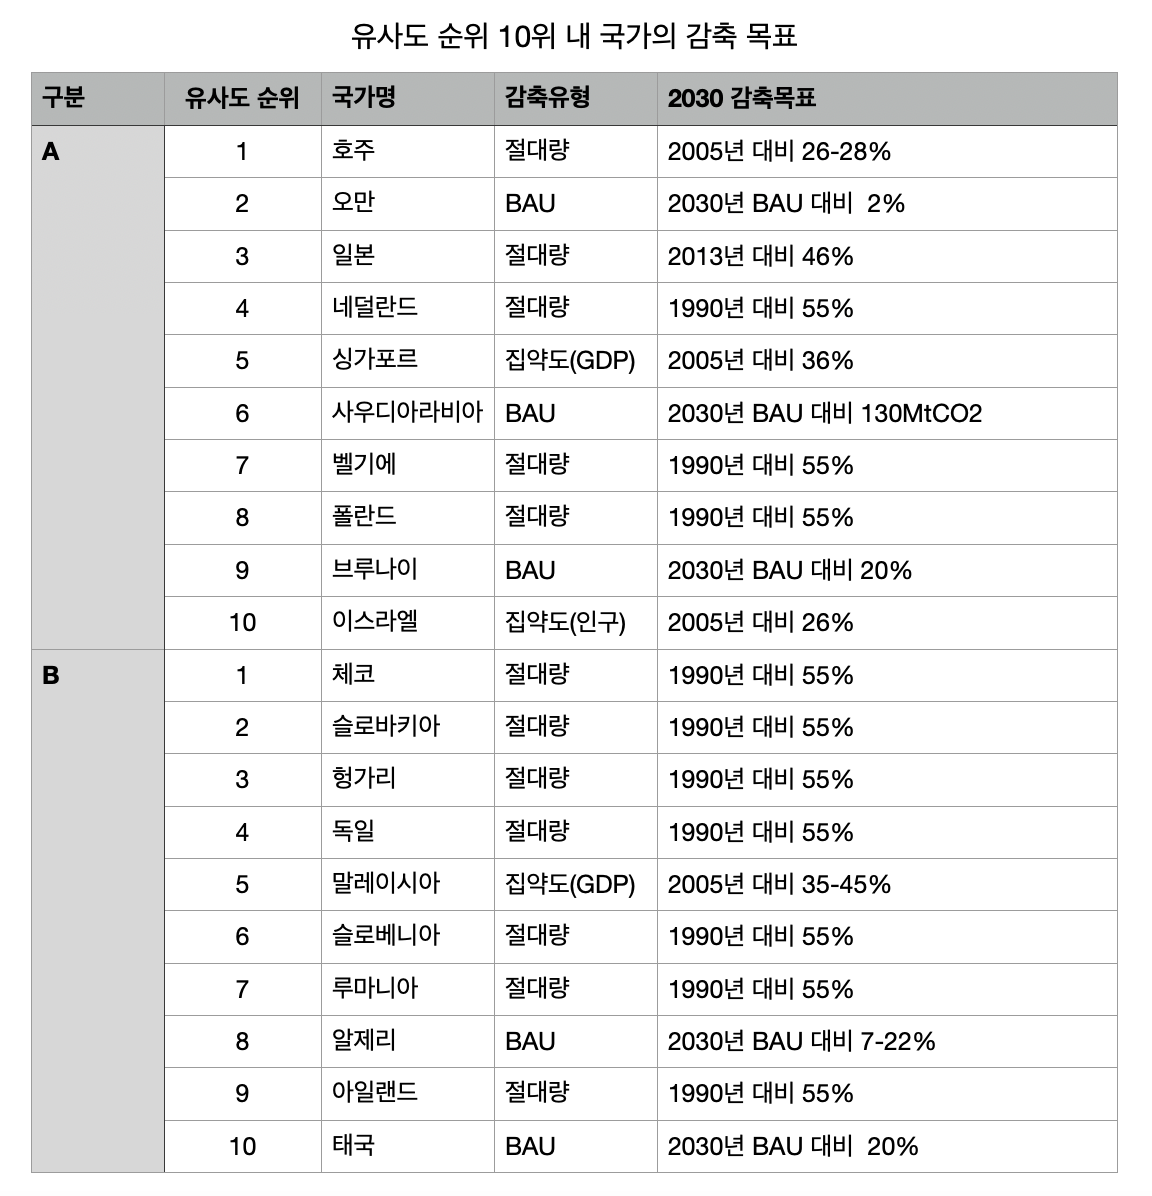 유사도 순위 10위 내 국가의 감축 목표
구분 유사도 순위 국가명 감축유형 2030 감축목표
A 1 호주 절대량 2005년 대비 26-28%
2 오만 BAU 2030년 BAU 대비 2%
3 일본 절대량 2013년 대비 46%
4 네덜란드 절대량 1990년 대비 55%
5 싱가포르 집약도(GDP) 2005년 대비 36%
6 사우디아라비아 BAU 2030년 BAU 대비 130MtCO2
7 벨기에 절대량 1990년 대비 55%
8 폴란드 절대량 1990년 대비 55%
9 브루나이 BAU 2030년 BAU 대비 20%
10 이스라엘 집약도(인구) 2005년 대비 26%
B 1 체코 절대량 1990년 대비 55%
2 슬로바키아 절대량 1990년 대비 55%
3 헝가리 절대량 1990년 대비 55%
4 독일 절대량 1990년 대비 55%
5 말레이시아 집약도(GDP) 2005년 대비 35-45%
6 슬로베니아 절대량 1990년 대비 55%
7 루마니아 절대량 1990년 대비 55%
8 알제리 BAU 2030년 BAU 대비 7-22%
9 아일랜드 절대량 1990년 대비 55%
10 태국 BAU 2030년 BAU 대비 20%